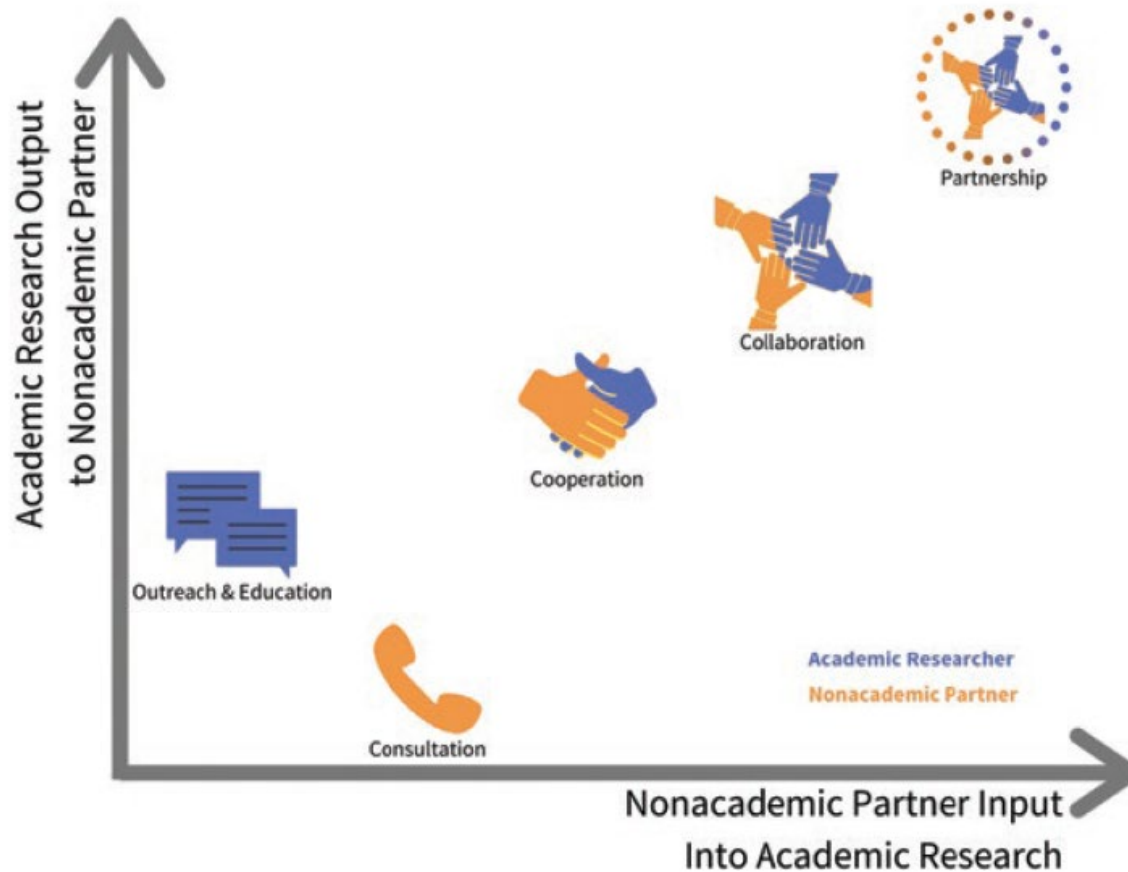 Academic Research Output
to Nonacademic Partner
Partnership
Collaboration
Cooperation
Outreach & Education
Consultation
Academic Researcher
Nonacademic Partner
Nonacademic Partner Input
Into Academic Research